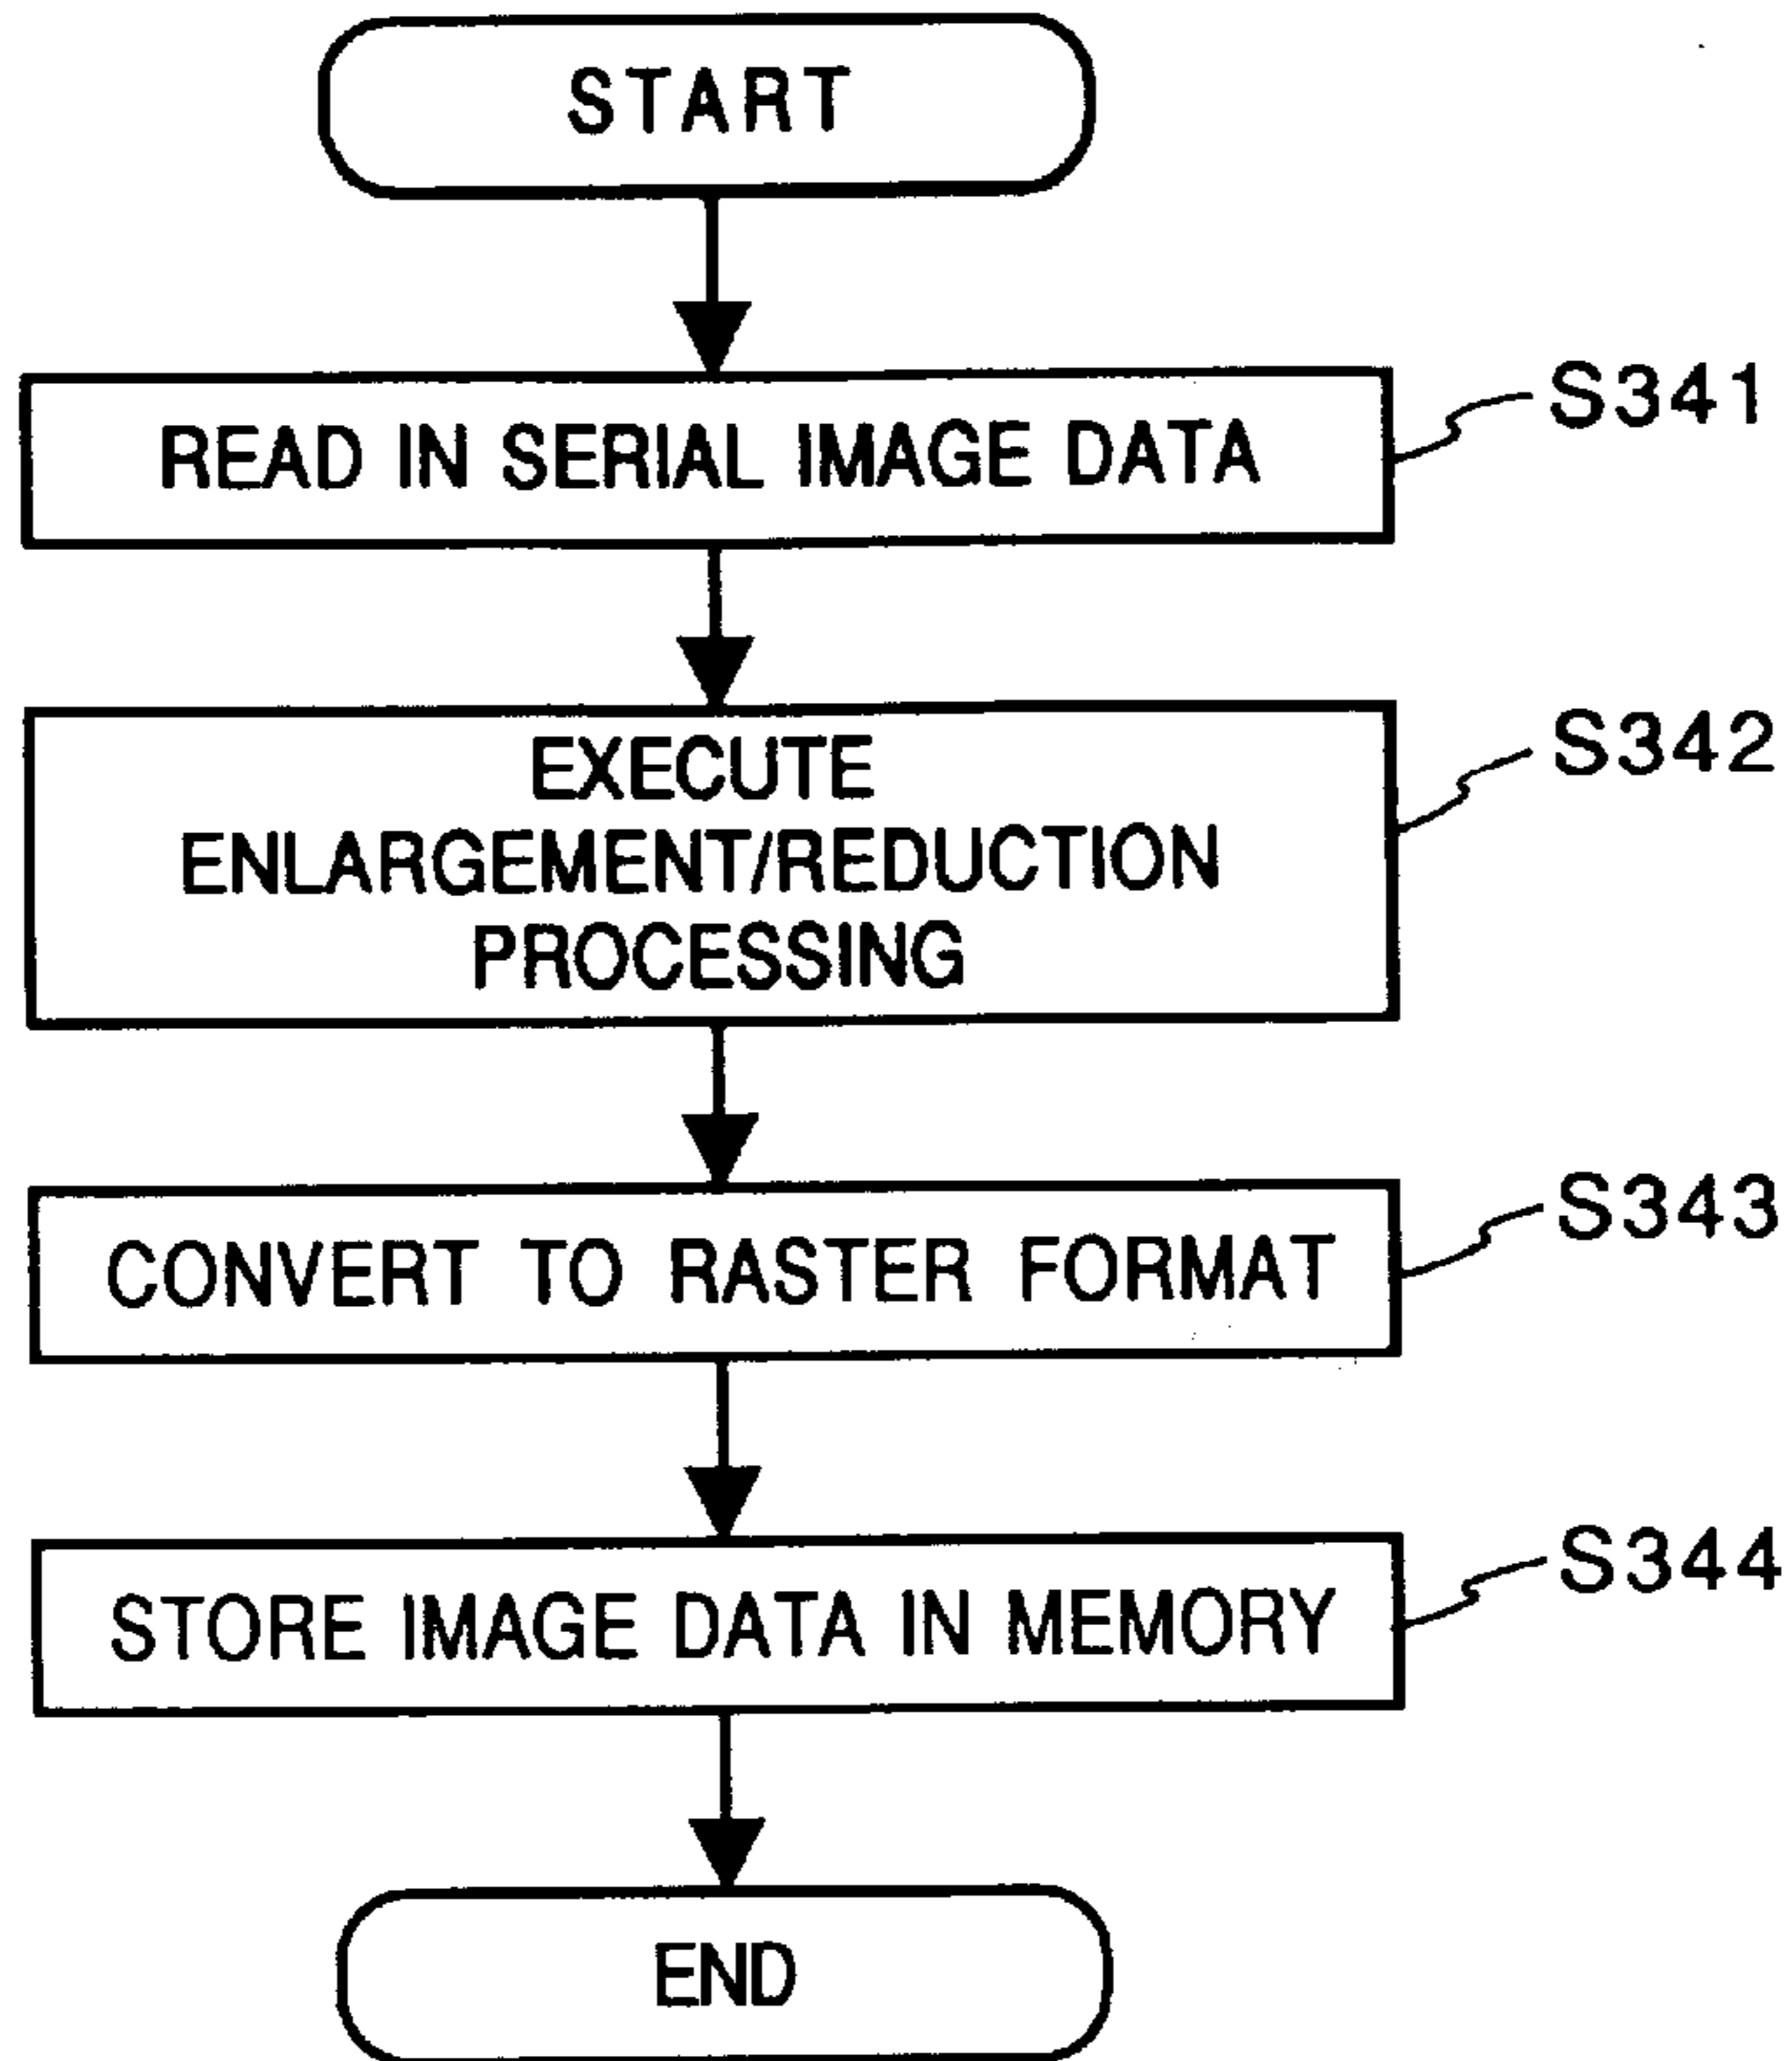 START
READ IN SERIAL IMAGE DATA
S341
EXECUTE
ENLARGEMENT/REDUCTION
PROCESSING
S342
CONVERT TO RASTER FORMAT
S343
STORE IMAGE DATA IN MEMORY
S344
END